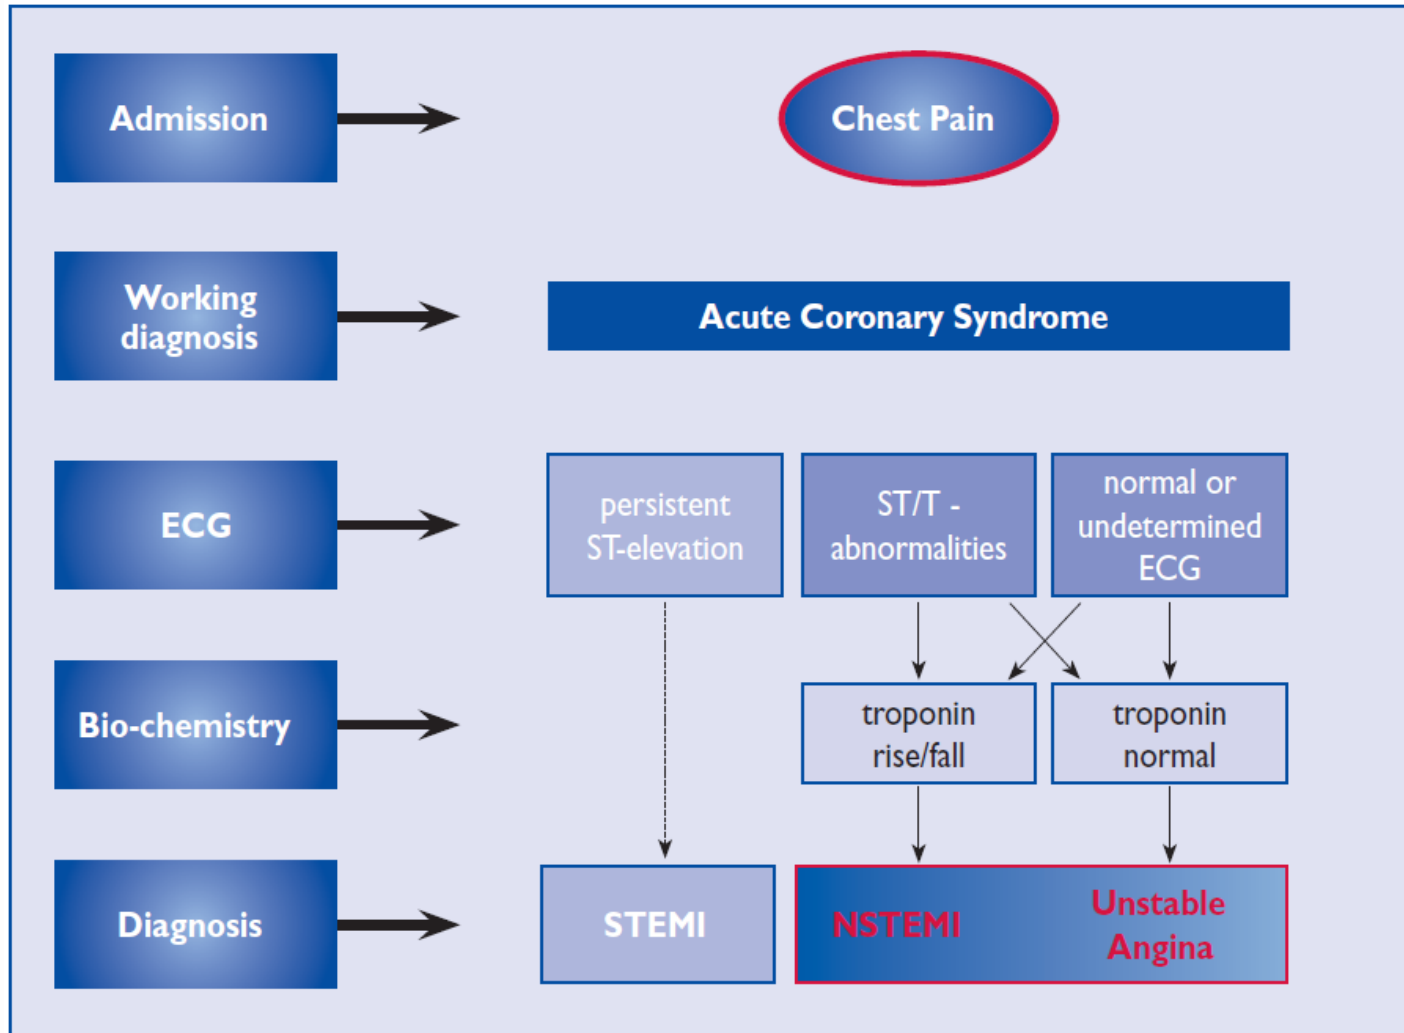 Admission
Chest Pain
Working
diagnosis
Acute Coronary Syndrome
ECG
persistent
ST-elevation
ST/T -
abnormalities
normal or
undetermined
ECG
Bio-chemistry
troponin
rise/fall
troponin
normal
Diagnosis
STEMI
NSTEMI
Unstable
Angina